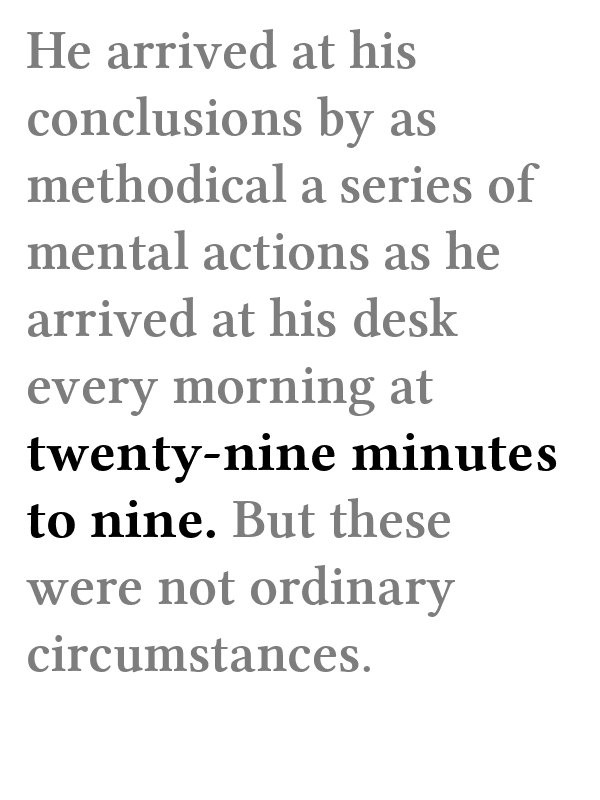 He arrived at his
conclusions by as
methodical a series of
mental actions as he
arrived at his desk
every morning at
twenty-nine minutes
to nine. But these
were not ordinary
circumstances.